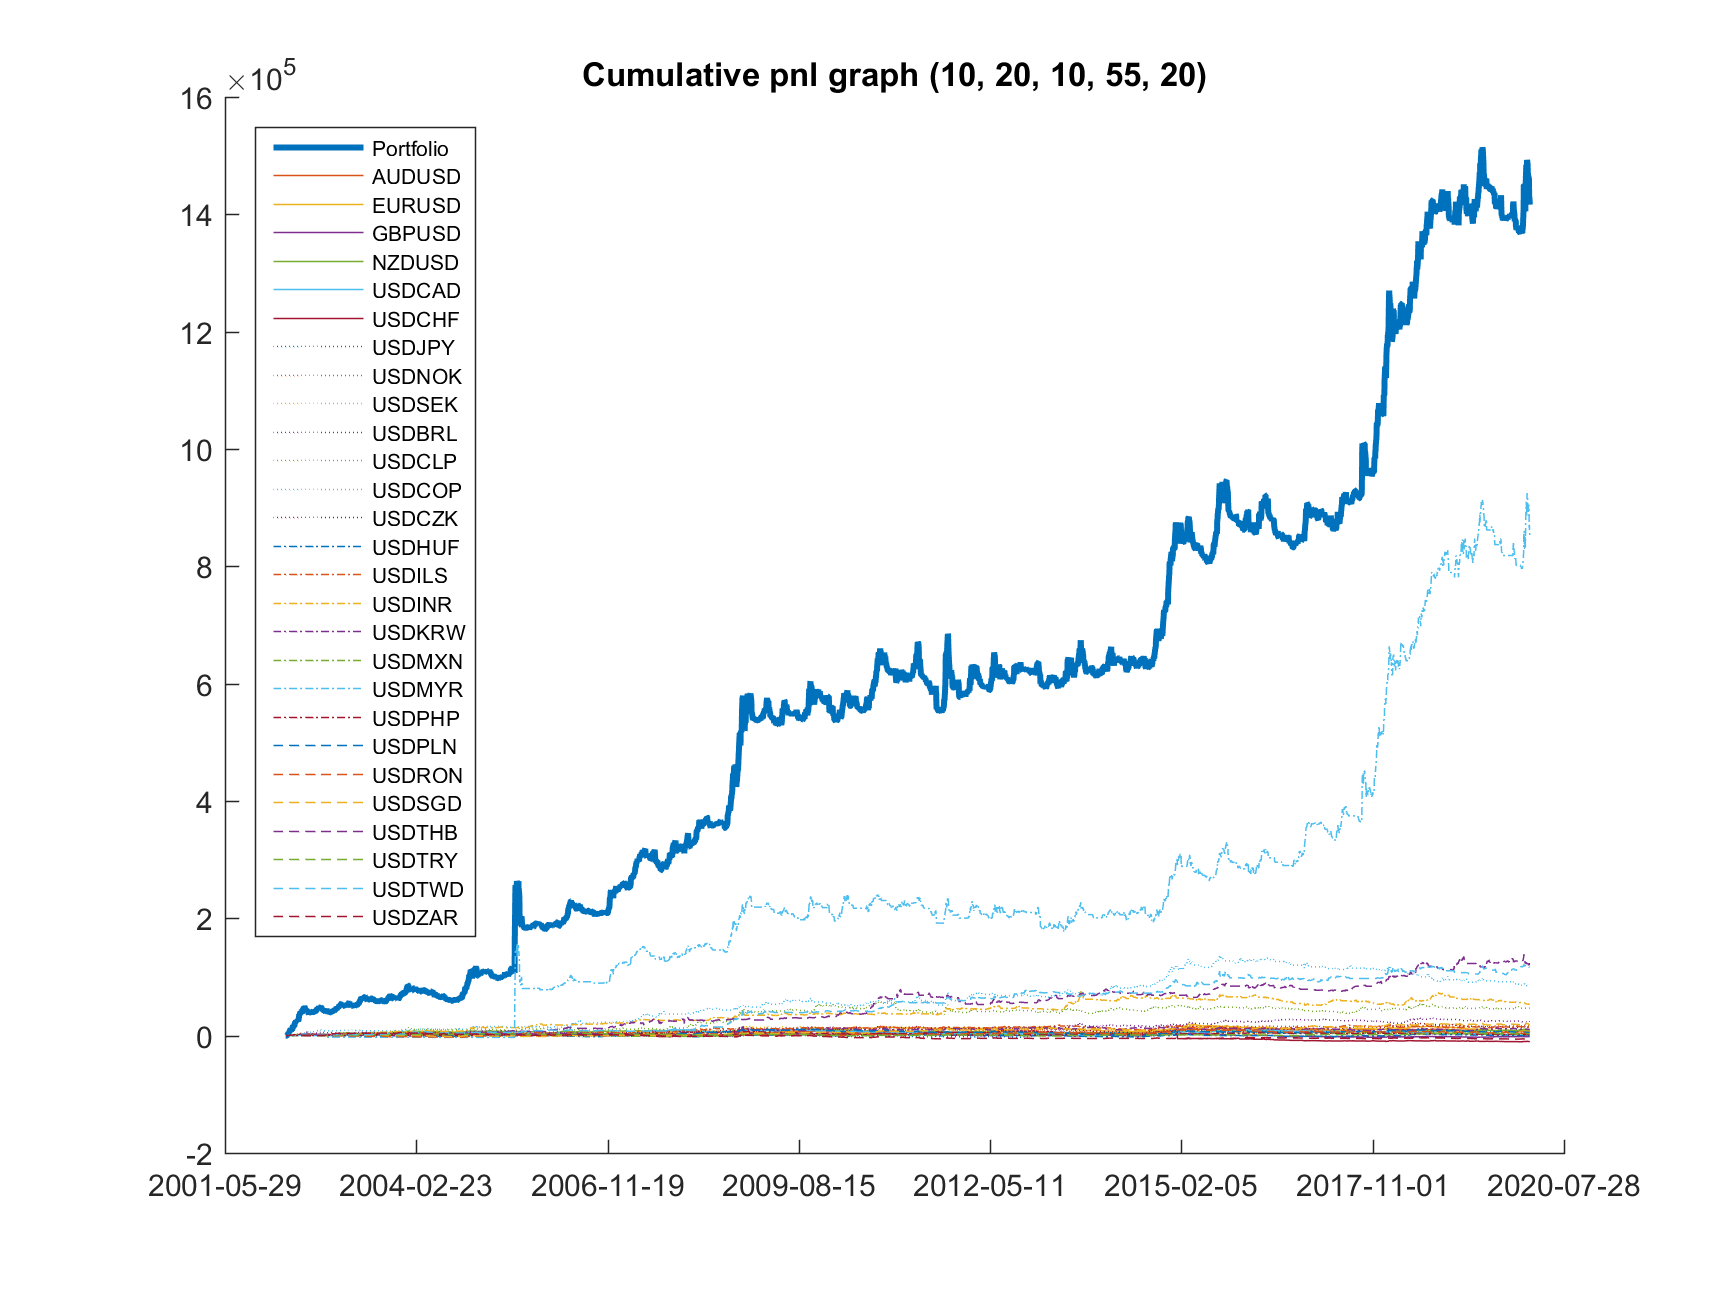 Cumulative pnl graph (10, 20, 10, 55, 20)
×10^5
16
14
12
10
8
6
4
2
0
-2
Portfolio
AUDUSD
EURUSD
GBPUSD
NZDUSD
USDCAD
USDCHF
USDJPY
USDNOK
USDSEK
USDBRL
USDCLP
USDCOP
USDCZK
USDHUF
USDILS
USDINR
USDKRW
USDMXN
USDMYR
USDPHP
USDPLN
USDRON
USDSGD
USDTHB
USDTRY
USDTWD
USDZAR
2001-05-29 2004-02-23 2006-11-19 2009-08-15 2012-05-11 2015-02-05 2017-11-01 2020-07-28